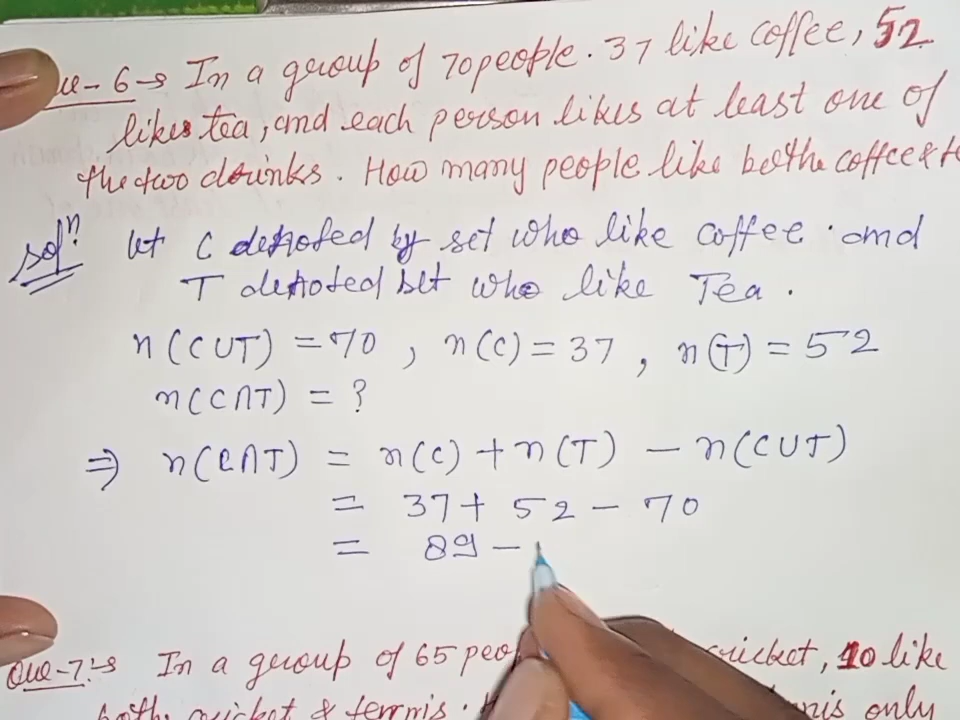 Que-6→ In a group of 70 people. 37 like coffee, 52
likes tea, and each person likes at least one of
the two drinks. How many people like bothe coffee &
Solⁿ. let C denoted by set who like coffee. and
T denoted set who like Tea.
n(C∪T) = 70, n(C) = 37, n(T) = 52
n(C∩T) = ?
⇒ n(C∩T) = n(C) + n(T) - n(C∪T)
= 37 + 52 - 70
= 89 -
Que-7:→ In a group of 65 cricket, 10 like
both cricket & tennis. only